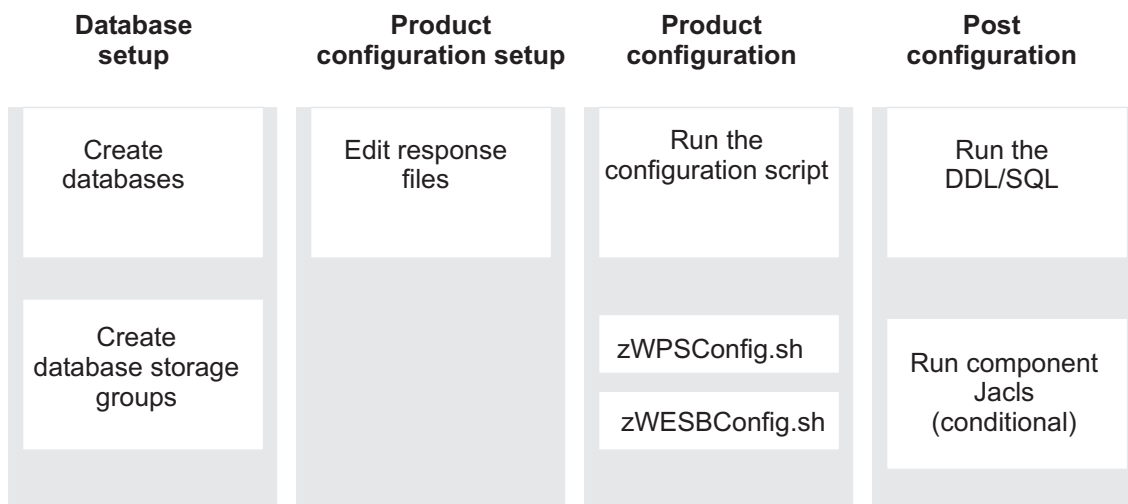 Database
setup
Product
configuration setup
Product
configuration
Post
configuration
Create
databases
Edit response
files
Run the
configuration script
Run the
DDL/SQL
Create
database storage
groups
zWPSConfig.sh
zWESBConfig.sh
Run component
Jacls
(conditional)